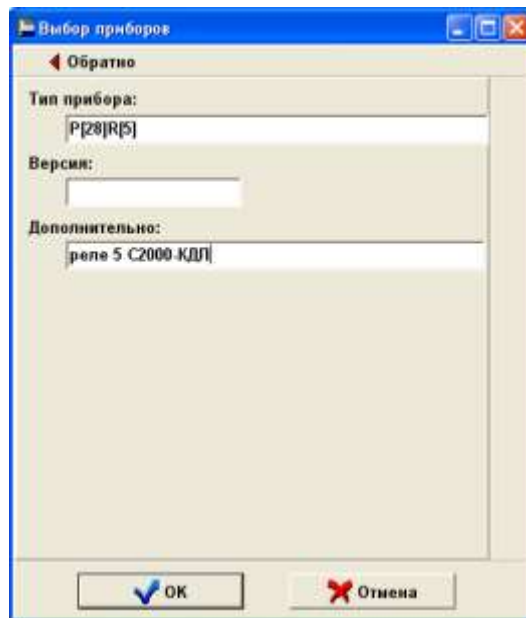 Выбор приборов
Обратно
Тип прибора:
P[28]R[5]
Версия:
Дополнительно:
реле 5 С2000-КДЛ
OK
Отмена